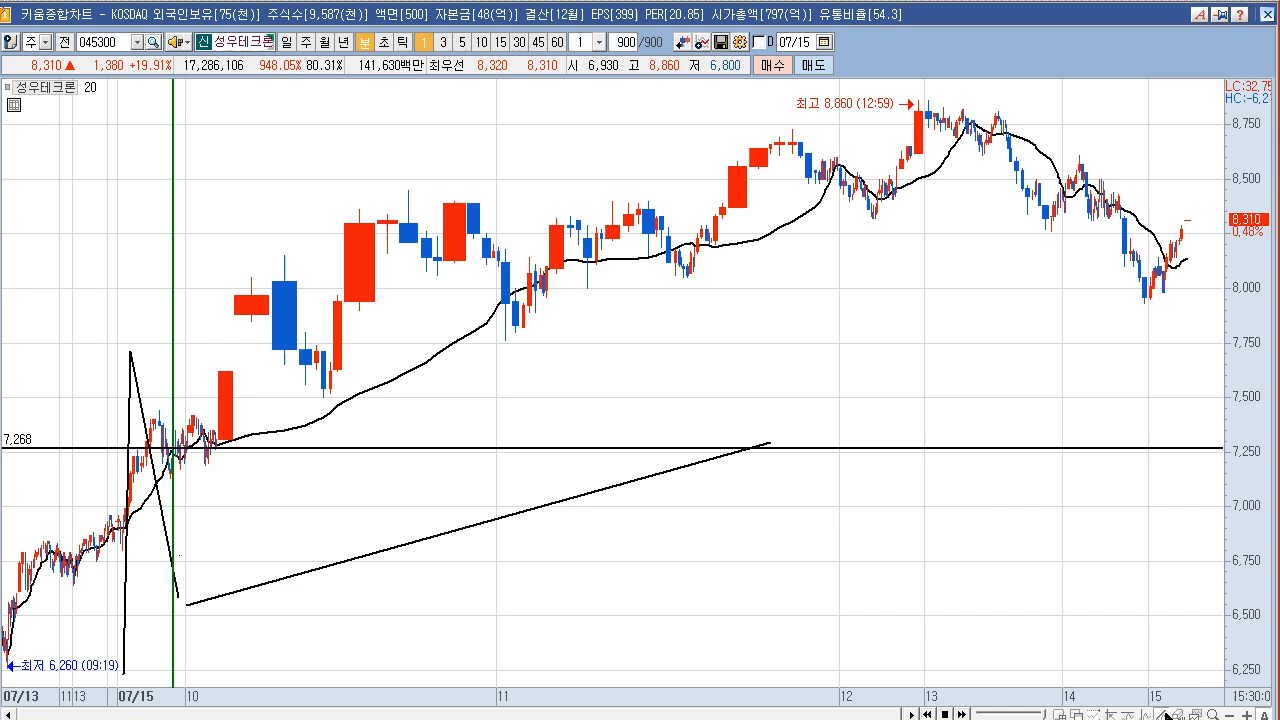 키움종합차트 - KOSDAQ 외국인보유[75(천)] 주식수[9,587(천)] 액면[500] 자본금[48(억)] 결산[12월] EPS[399] PER[20.85] 시가총액[797(억)] 유통비율[54.3]
주 전 045300 신 성우테크론 일 주 월 년 분 초 틱 1 3 5 10 15 30 45 60 1 900 /900 D 07/15
8,310 ▲ 1,380 +19.91% 17,286,106 948.05% 80.31% 141,630백만 최우선 8,320 8,310 시 6,930 고 8,860 저 6,800 매수 매도
성우테크론 20
LC:32,75
HC:-6,2
최고 8,860 (12:59)
8,750
8,500
8,310
0,48%
8,000
7,750
7,500
7,268
7,250
7,000
6,750
6,500
최저 6,260 (09:19)
6,250
07/13 11 13 07/15 10 11 12 13 14 15 15:30:0